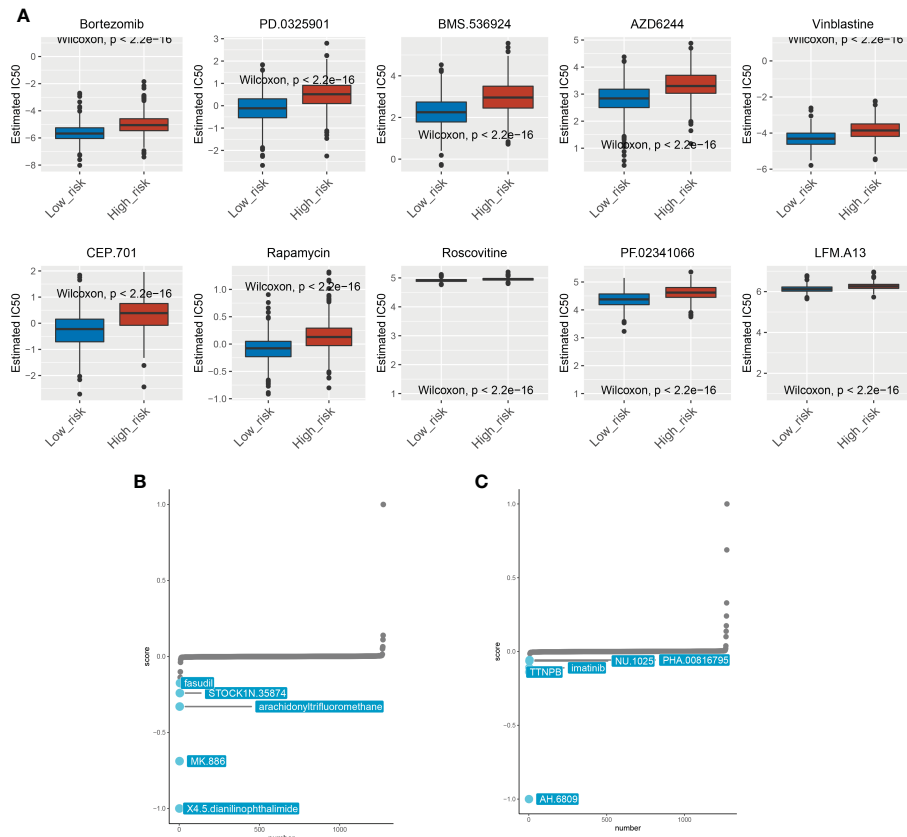 A
Bortezomib
PD.0325901
BMS.536924
AZD6244
Vinblastine
Estimated IC50
0
−2
−4
−6
−8
Wilcoxon, p < 2.2e−16
Low_risk
High_risk
Estimated IC50
3
2
1
0
−1
−2
Wilcoxon, p < 2.2e−16
Low_risk
High_risk
Estimated IC50
4
2
0
Wilcoxon, p < 2.2e−16
Low_risk
High_risk
Estimated IC50
5
4
3
2
1
Wilcoxon, p < 2.2e−16
Low_risk
High_risk
Estimated IC50
0
−2
−4
−6
Wilcoxon, p < 2.2e−16
Low_risk
High_risk
CEP.701
Rapamycin
Roscovitine
PF.02341066
LFM.A13
Estimated IC50
2
1
0
−1
−2
Wilcoxon, p < 2.2e−16
Low_risk
High_risk
Estimated IC50
1.0
0.5
0.0
−0.5
−1.0
Wilcoxon, p < 2.2e−16
Low_risk
High_risk
Estimated IC50
5
4
3
2
1
Wilcoxon, p < 2.2e−16
Low_risk
High_risk
Estimated IC50
5
4
3
2
1
Wilcoxon, p < 2.2e−16
Low_risk
High_risk
Estimated IC50
6
4
2
Wilcoxon, p < 2.2e−16
Low_risk
High_risk
B
score
1.0
0.5
0.0
−0.5
−1.0
fasudil
STOCK1N.35874
arachidonyltrifluoromethane
MK.886
X4.5.dianilinophthalimide
0
500
1000
number
C
score
1.0
0.5
0.0
−0.5
−1.0
NU.1025
PHA.00816795
imatinib
TTNPB
AH.6809
0
500
1000
number